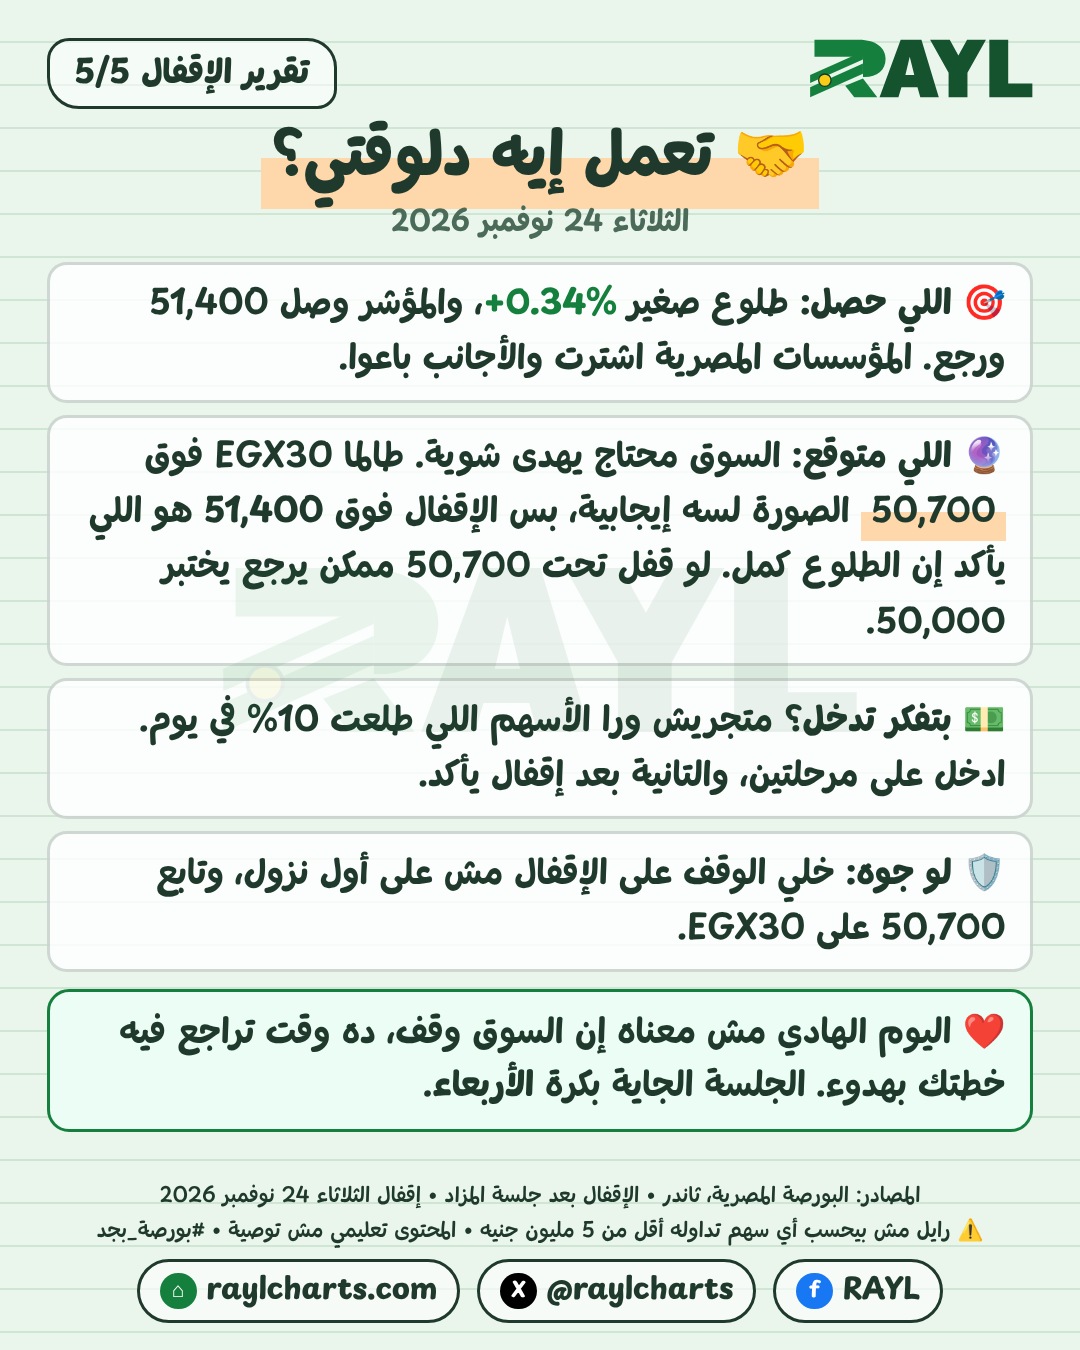 RAYL
تقرير الإقفال 5/5
🤝 تعمل إيه دلوقتي؟
الثلاثاء 24 نوفمبر 2026
🎯 اللي حصل: طلوع صغير +0.34%، والمؤشر وصل 51,400
ورجع. المؤسسات المصرية اشترت والأجانب باعوا.
🔮 اللي متوقع: السوق محتاج يهدى شوية. طالما EGX30 فوق
50,700 الصورة لسه إيجابية، بس الإقفال فوق 51,400 هو اللي
يأكد إن الطلوع كمل. لو قفل تحت 50,700 ممكن يرجع يختبر
50,000.
💵 بتفكر تدخل؟ متجريش ورا الأسهم اللي طلعت 10% في يوم.
ادخل على مرحلتين، والتانية بعد إقفال يأكد.
🛡️ لو جوه: خلي الوقف على الإقفال مش على أول نزول، وتابع
50,700 على EGX30.
❤️ اليوم الهادي مش معناه إن السوق وقف، ده وقت تراجع فيه
خطتك بهدوء. الجلسة الجاية بكرة الأربعاء.
المصادر: البورصة المصرية، ثاندر • الإقفال بعد جلسة المزاد • إقفال الثلاثاء 24 نوفمبر 2026
⚠️ رايل مش بيحسب أي سهم تداوله أقل من 5 مليون جنيه • المحتوى تعليمي مش توصية • #بورصة_بجد
raylcharts.com
X @raylcharts
f RAYL